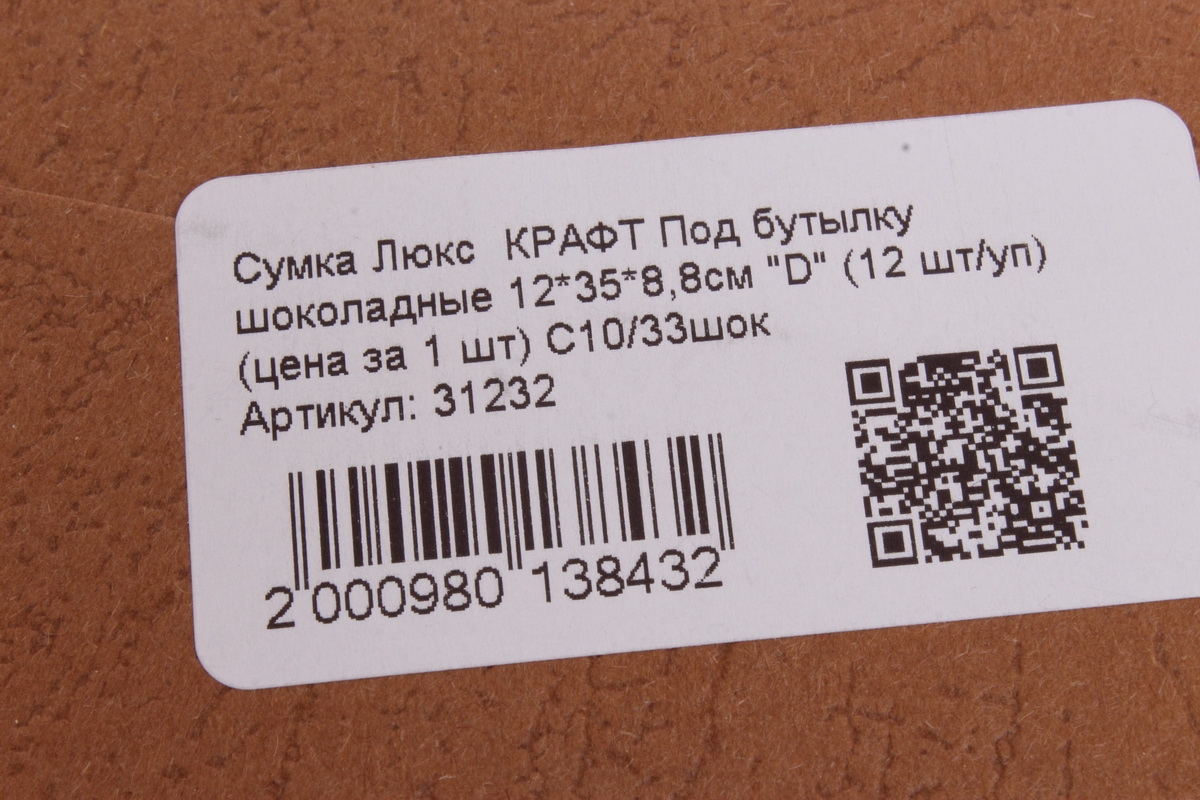 Сумка Люкс КРАФТ Под бутылку
шоколадные 12*35*8,8см "D" (12 шт/уп)
(цена за 1 шт) С10/33шок
Артикул: 31232
2 000980 138432